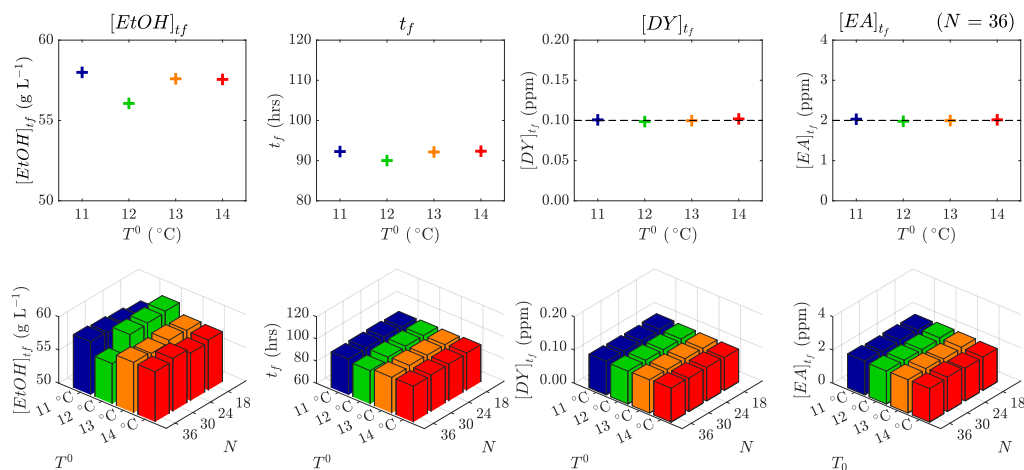 [EtOH]tf
tf
[DY]tf
[EA]tf (N = 36)
[EtOH]tf (g L−1)
60
55
50
11 12 13 14
T0 (°C)
tf (hrs)
120
110
100
90
80
11 12 13 14
T0 (°C)
[DY]tf (ppm)
0.20
0.15
0.10
0.05
0.00
11 12 13 14
T0 (°C)
[EA]tf (ppm)
4
3
2
1
0
11 12 13 14
T0 (°C)
[EtOH]tf (g L−1)
60
55
50
11 °C
12 °C
13 °C
14 °C
36 30 24 18
T0
N
tf (hrs)
120
100
80
60
11 °C
12 °C
13 °C
14 °C
36 30 24 18
T0
N
[DY]tf (ppm)
0.20
0.10
0.00
11 °C
12 °C
13 °C
14 °C
36 30 24 18
T0
N
[EA]tf (ppm)
4
2
0
11 °C
12 °C
13 °C
14 °C
36 30 24 18
T0
N